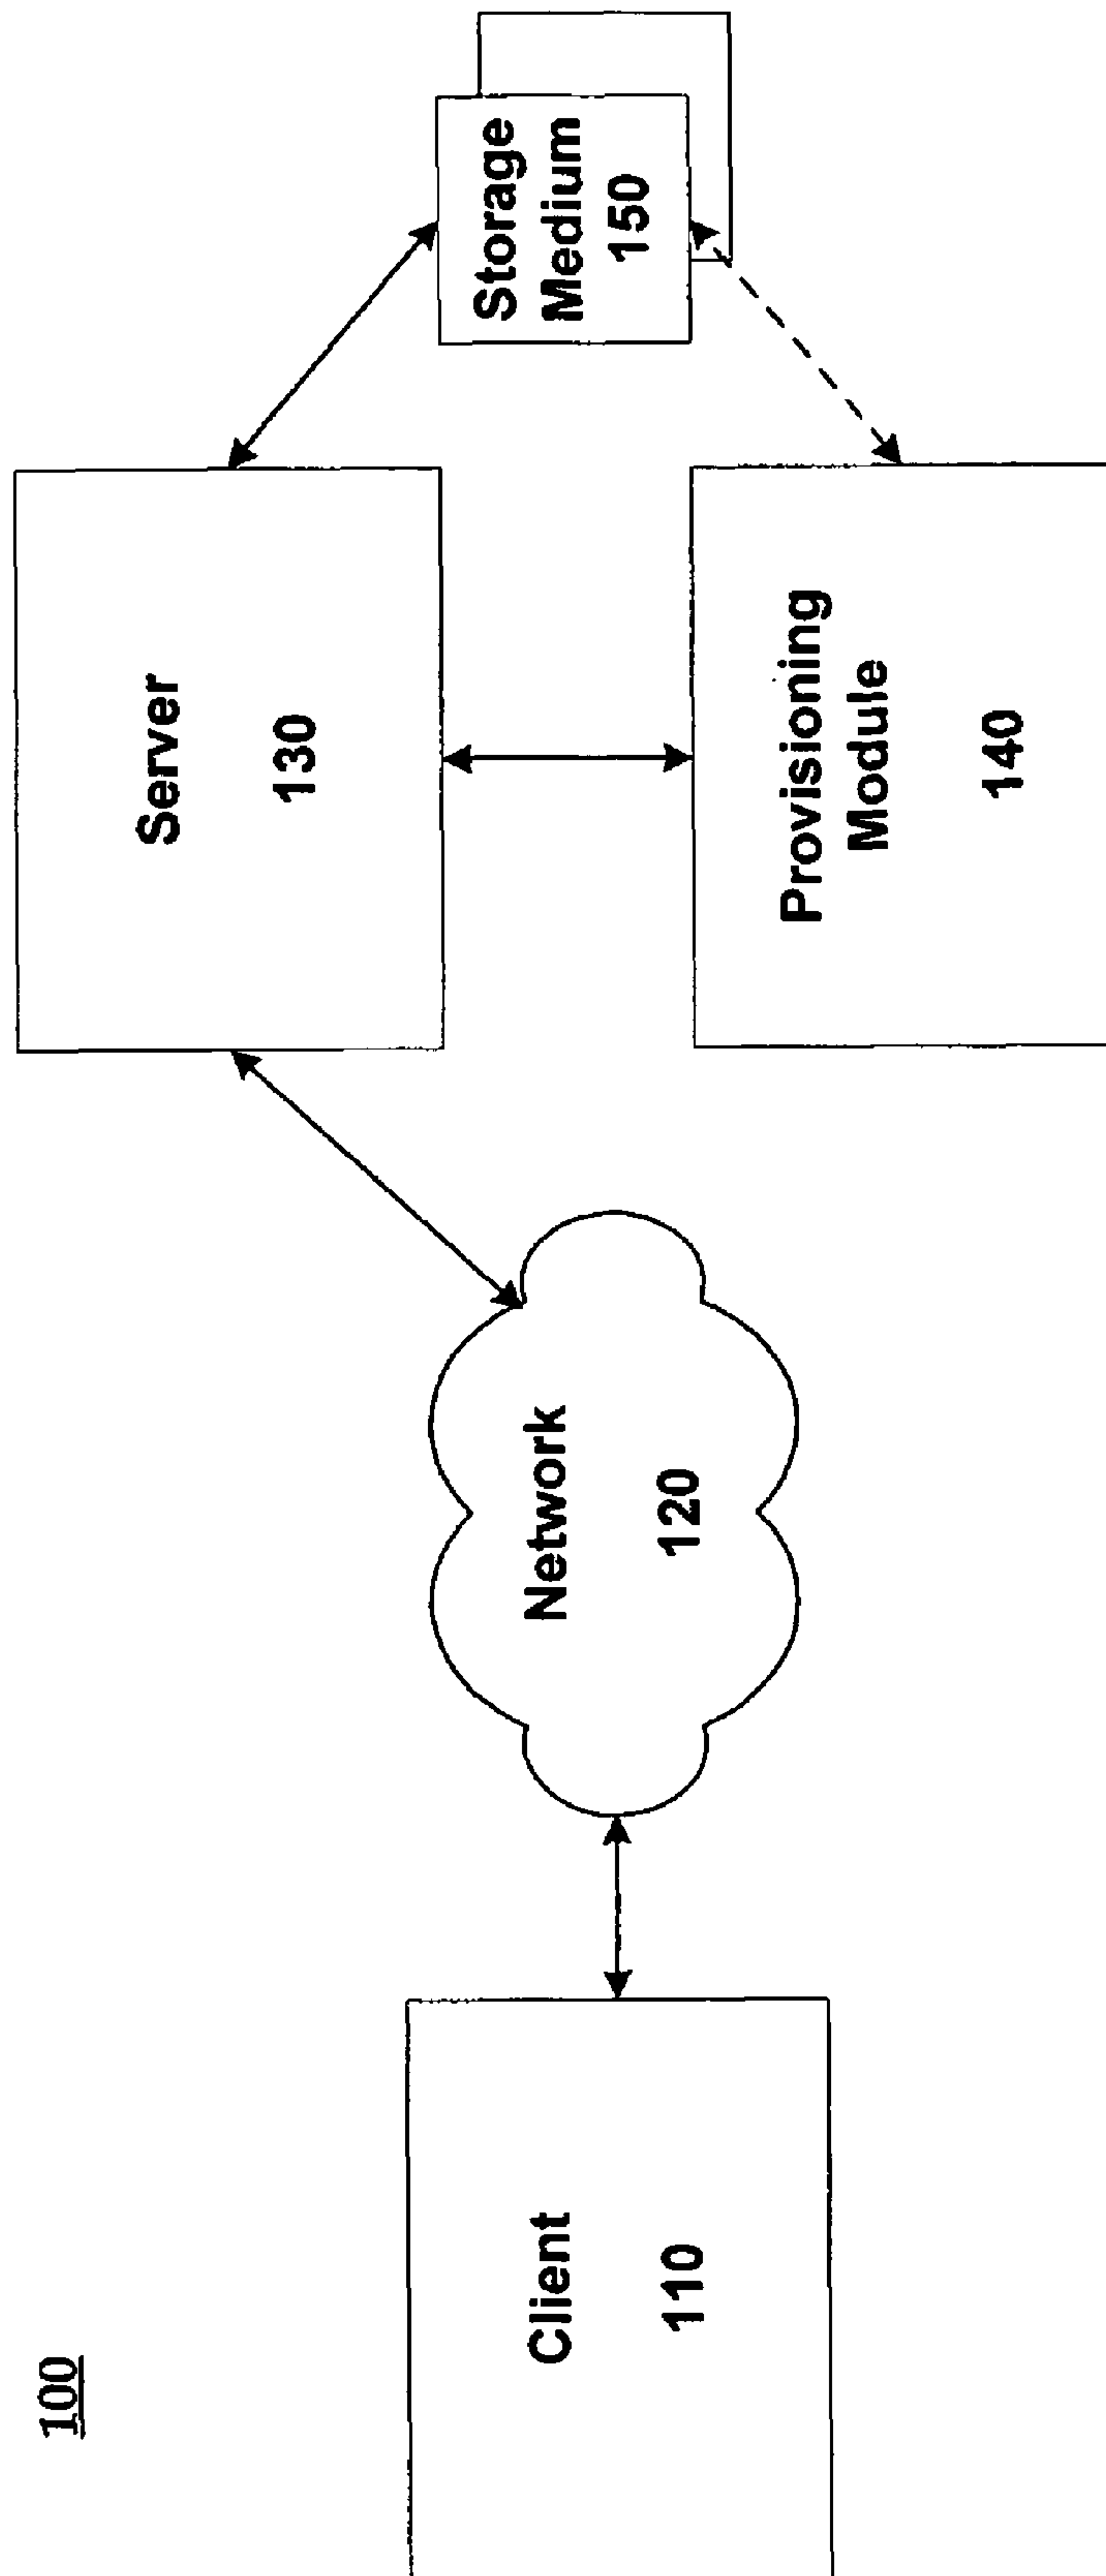 100
Client
110
Network
120
Server
130
Provisioning
Module
140
Storage
Medium
150